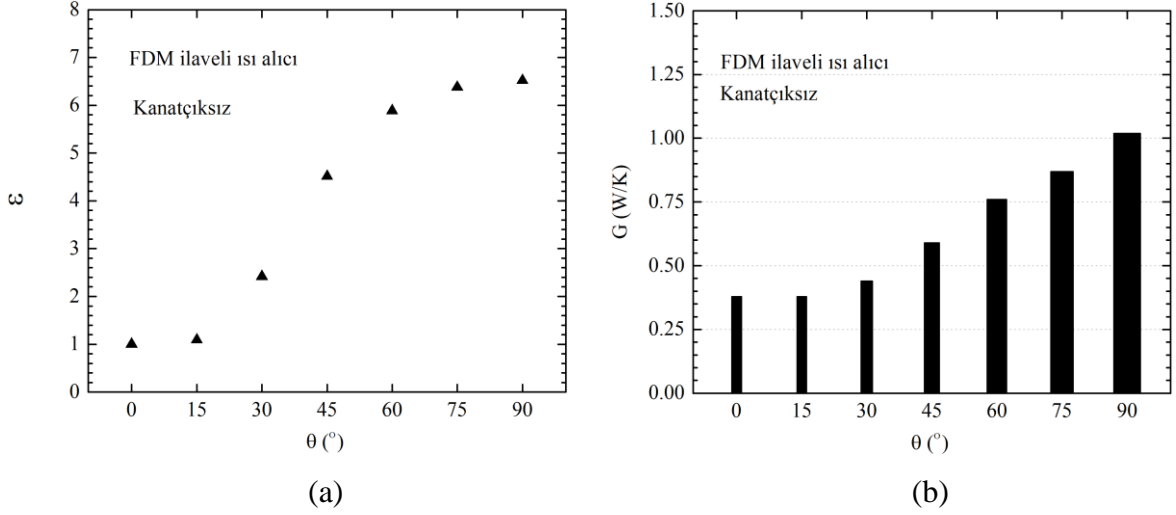 8
7
6
5
4
3
2
1
0
ε
FDM ilaveli ısı alıcı
Kanatçıksız
0 15 30 45 60 75 90
θ (°)
(a)
1.50
1.25
1.00
0.75
0.50
0.25
0.00
G (W/K)
FDM ilaveli ısı alıcı
Kanatçıksız
0 15 30 45 60 75 90
θ (°)
(b)